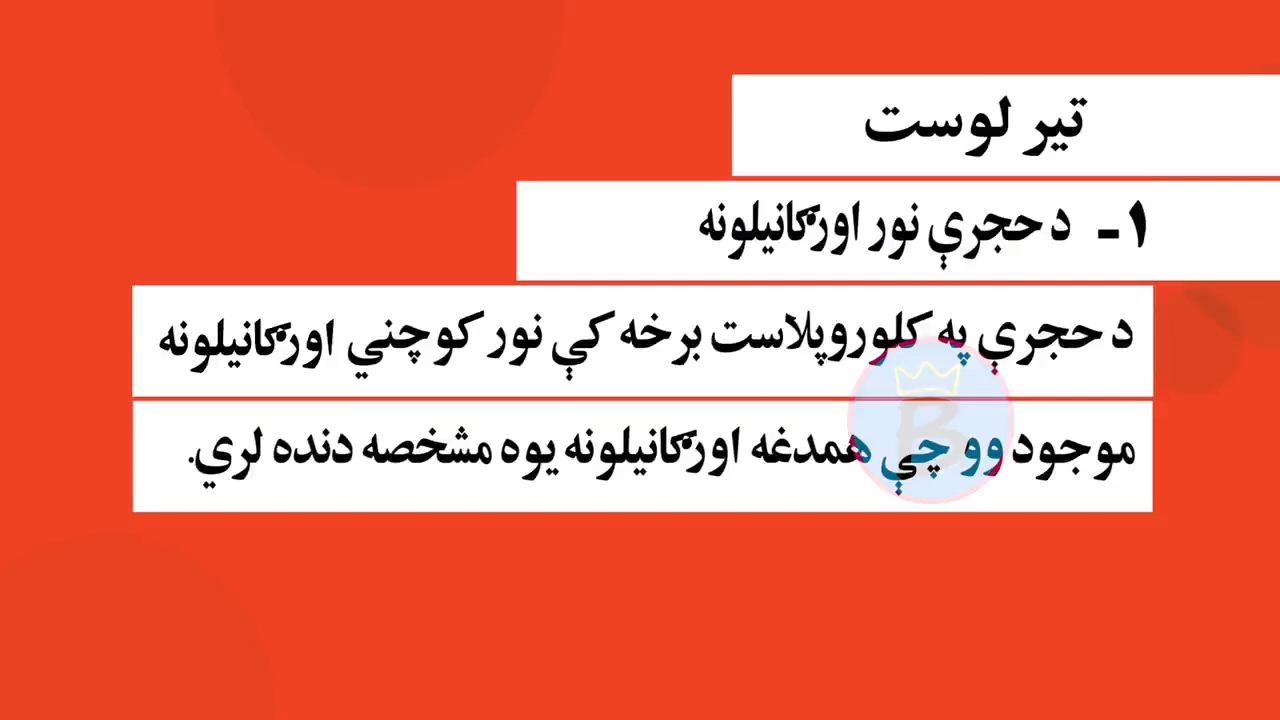 تیر لوست
۱- د حجرې نور اورګانیلونه
د حجرې په کلوروپلاست برخه کې نور کوچني اورګانیلونه
موجود وو چې همدغه اورګانیلونه یوه مشخصه دنده لري.
B